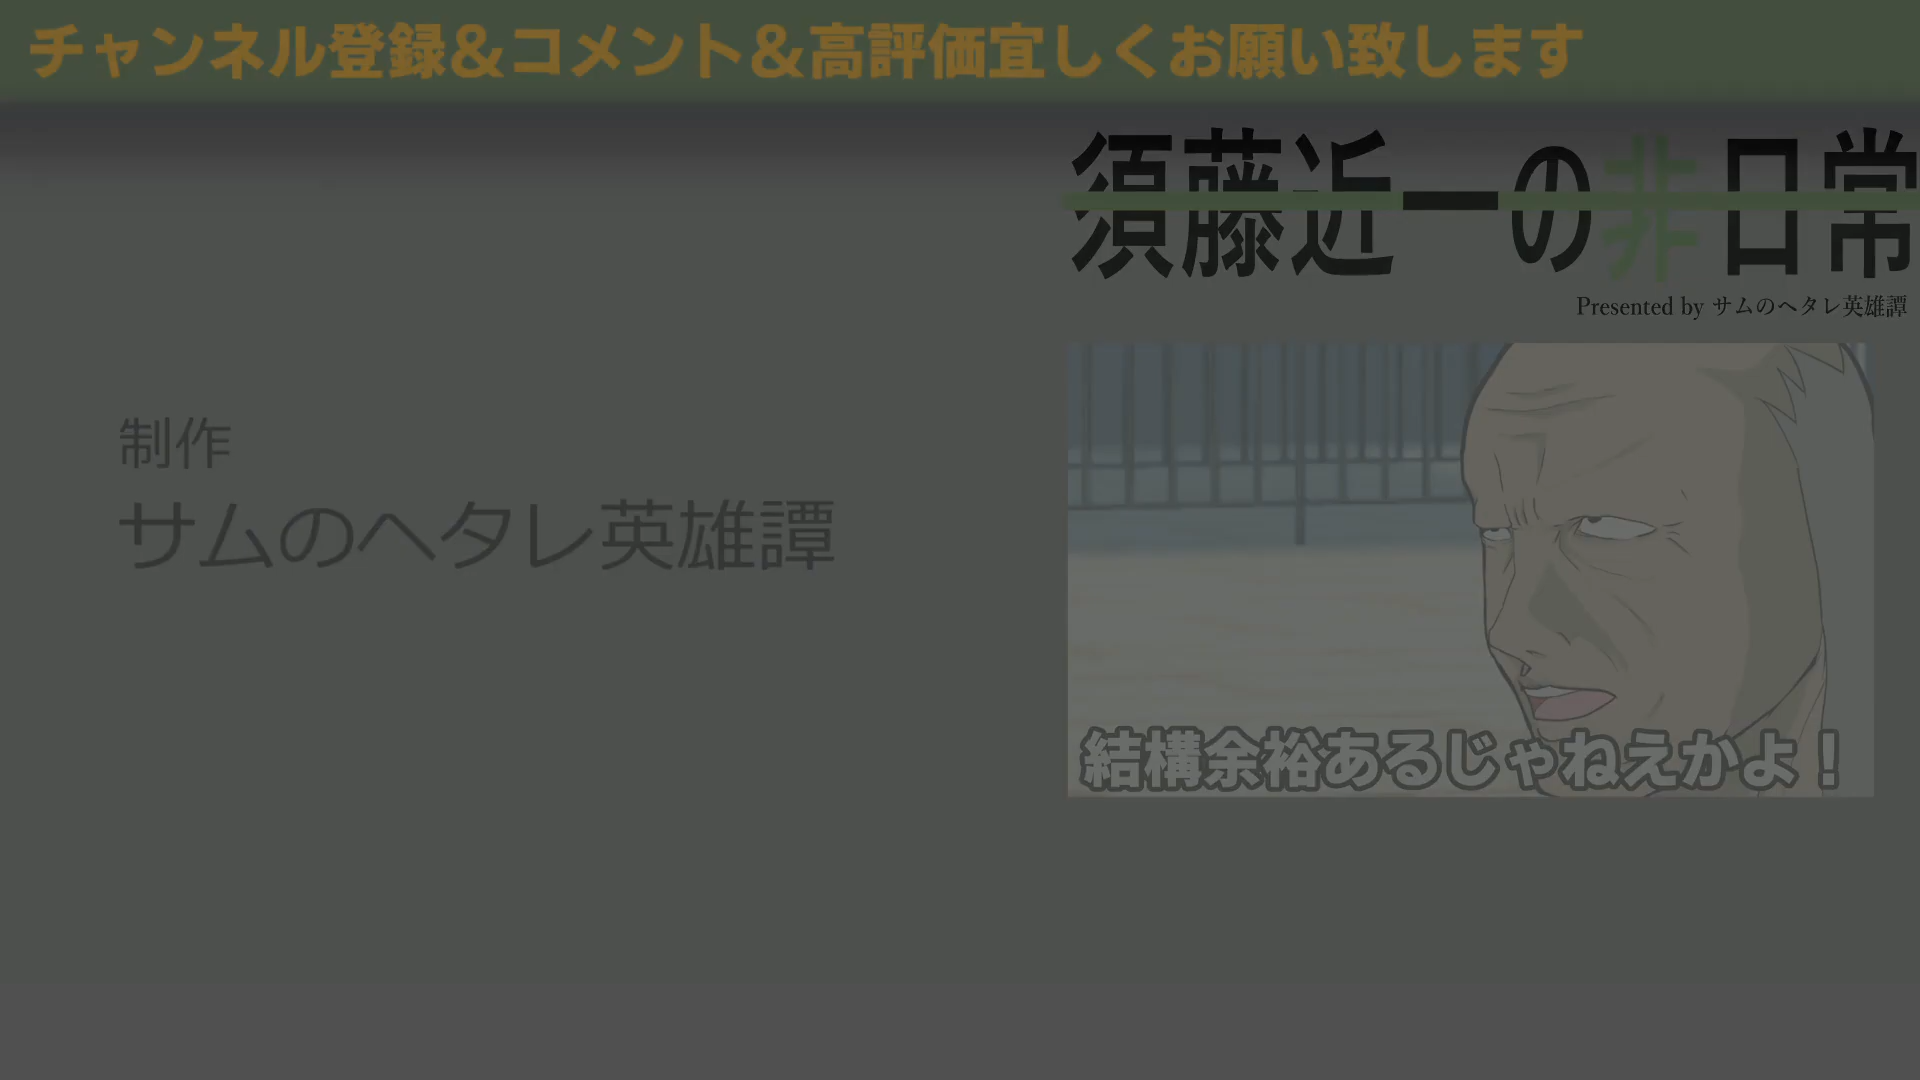 チャンネル登録＆コメント＆高評価宜しくお願い致します
須藤近一の非日常
Presented by サムのヘタレ英雄譚
制作
サムのヘタレ英雄譚
結構余裕あるじゃねえかよ！